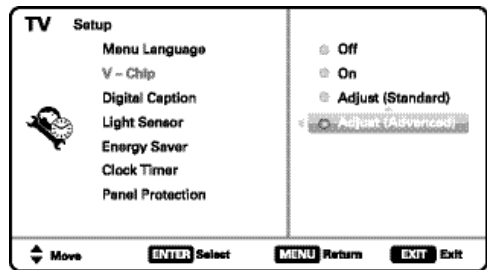 TV Setup
Menu Language
V - Chip
Digital Caption
Light Sensor
Energy Saver
Clock Timer
Panel Protection
Off
On
Adjust (Standard)
Adjust (Advanced)
Move ENTER Select MENU Return EXIT Exit